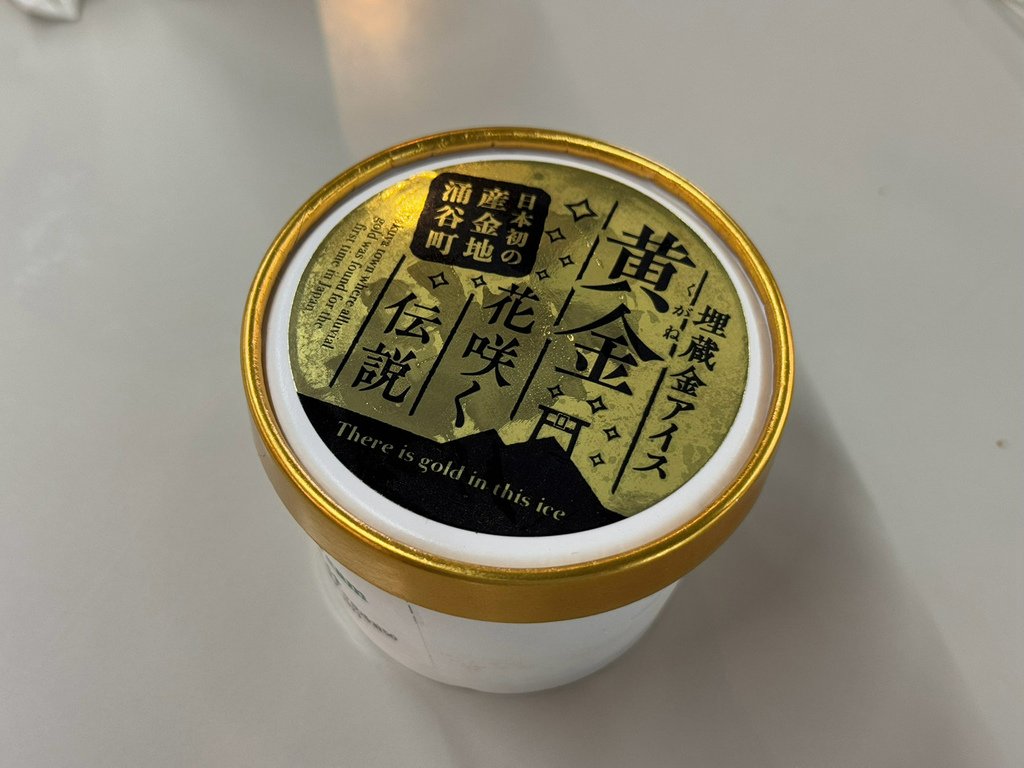 埋蔵金アイス
黄金
くがね
花咲く
伝説
日本初の
産金地
涌谷町
kuya town where alluvial
gold was found for the
first time in Japan
There is gold in this ice